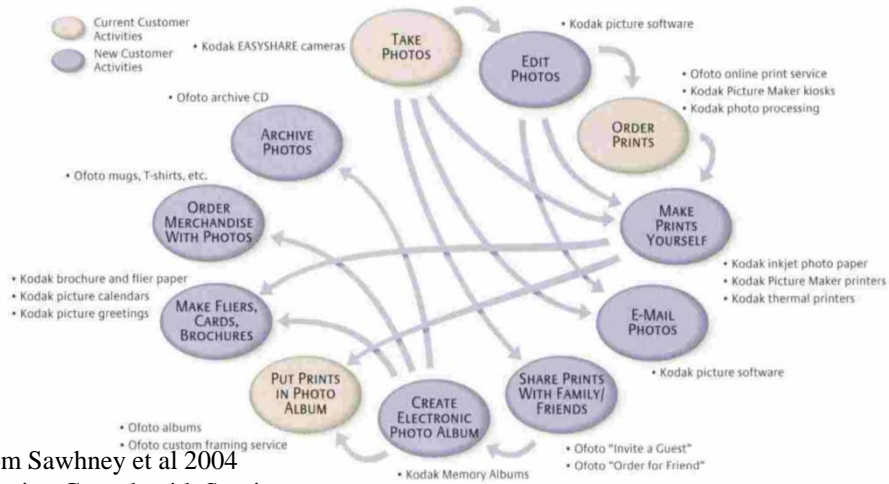 Current Customer
Activities
New Customer
Activities
• Kodak EASYSHARE cameras
TAKE
PHOTOS
• Kodak picture software
EDIT
PHOTOS
• Ofoto online print service
• Kodak Picture Maker kiosks
• Kodak photo processing
ORDER
PRINTS
• Ofoto archive CD
ARCHIVE
PHOTOS
• Ofoto mugs, T-shirts, etc.
ORDER
MERCHANDISE
WITH PHOTOS
MAKE
PRINTS
YOURSELF
• Kodak inkjet photo paper
• Kodak Picture Maker printers
• Kodak thermal printers
• Kodak brochure and flier paper
• Kodak picture calendars
• Kodak picture greetings
MAKE FLIERS,
CARDS,
BROCHURES
E-MAIL
PHOTOS
• Kodak picture software
PUT PRINTS
IN PHOTO
ALBUM
• Ofoto albums
• Ofoto custom framing service
CREATE
ELECTRONIC
PHOTO ALBUM
• Kodak Memory Albums
SHARE PRINTS
WITH FAMILY/
FRIENDS
• Ofoto "Invite a Guest"
• Ofoto "Order for Friend"
om Sawhney et al 2004